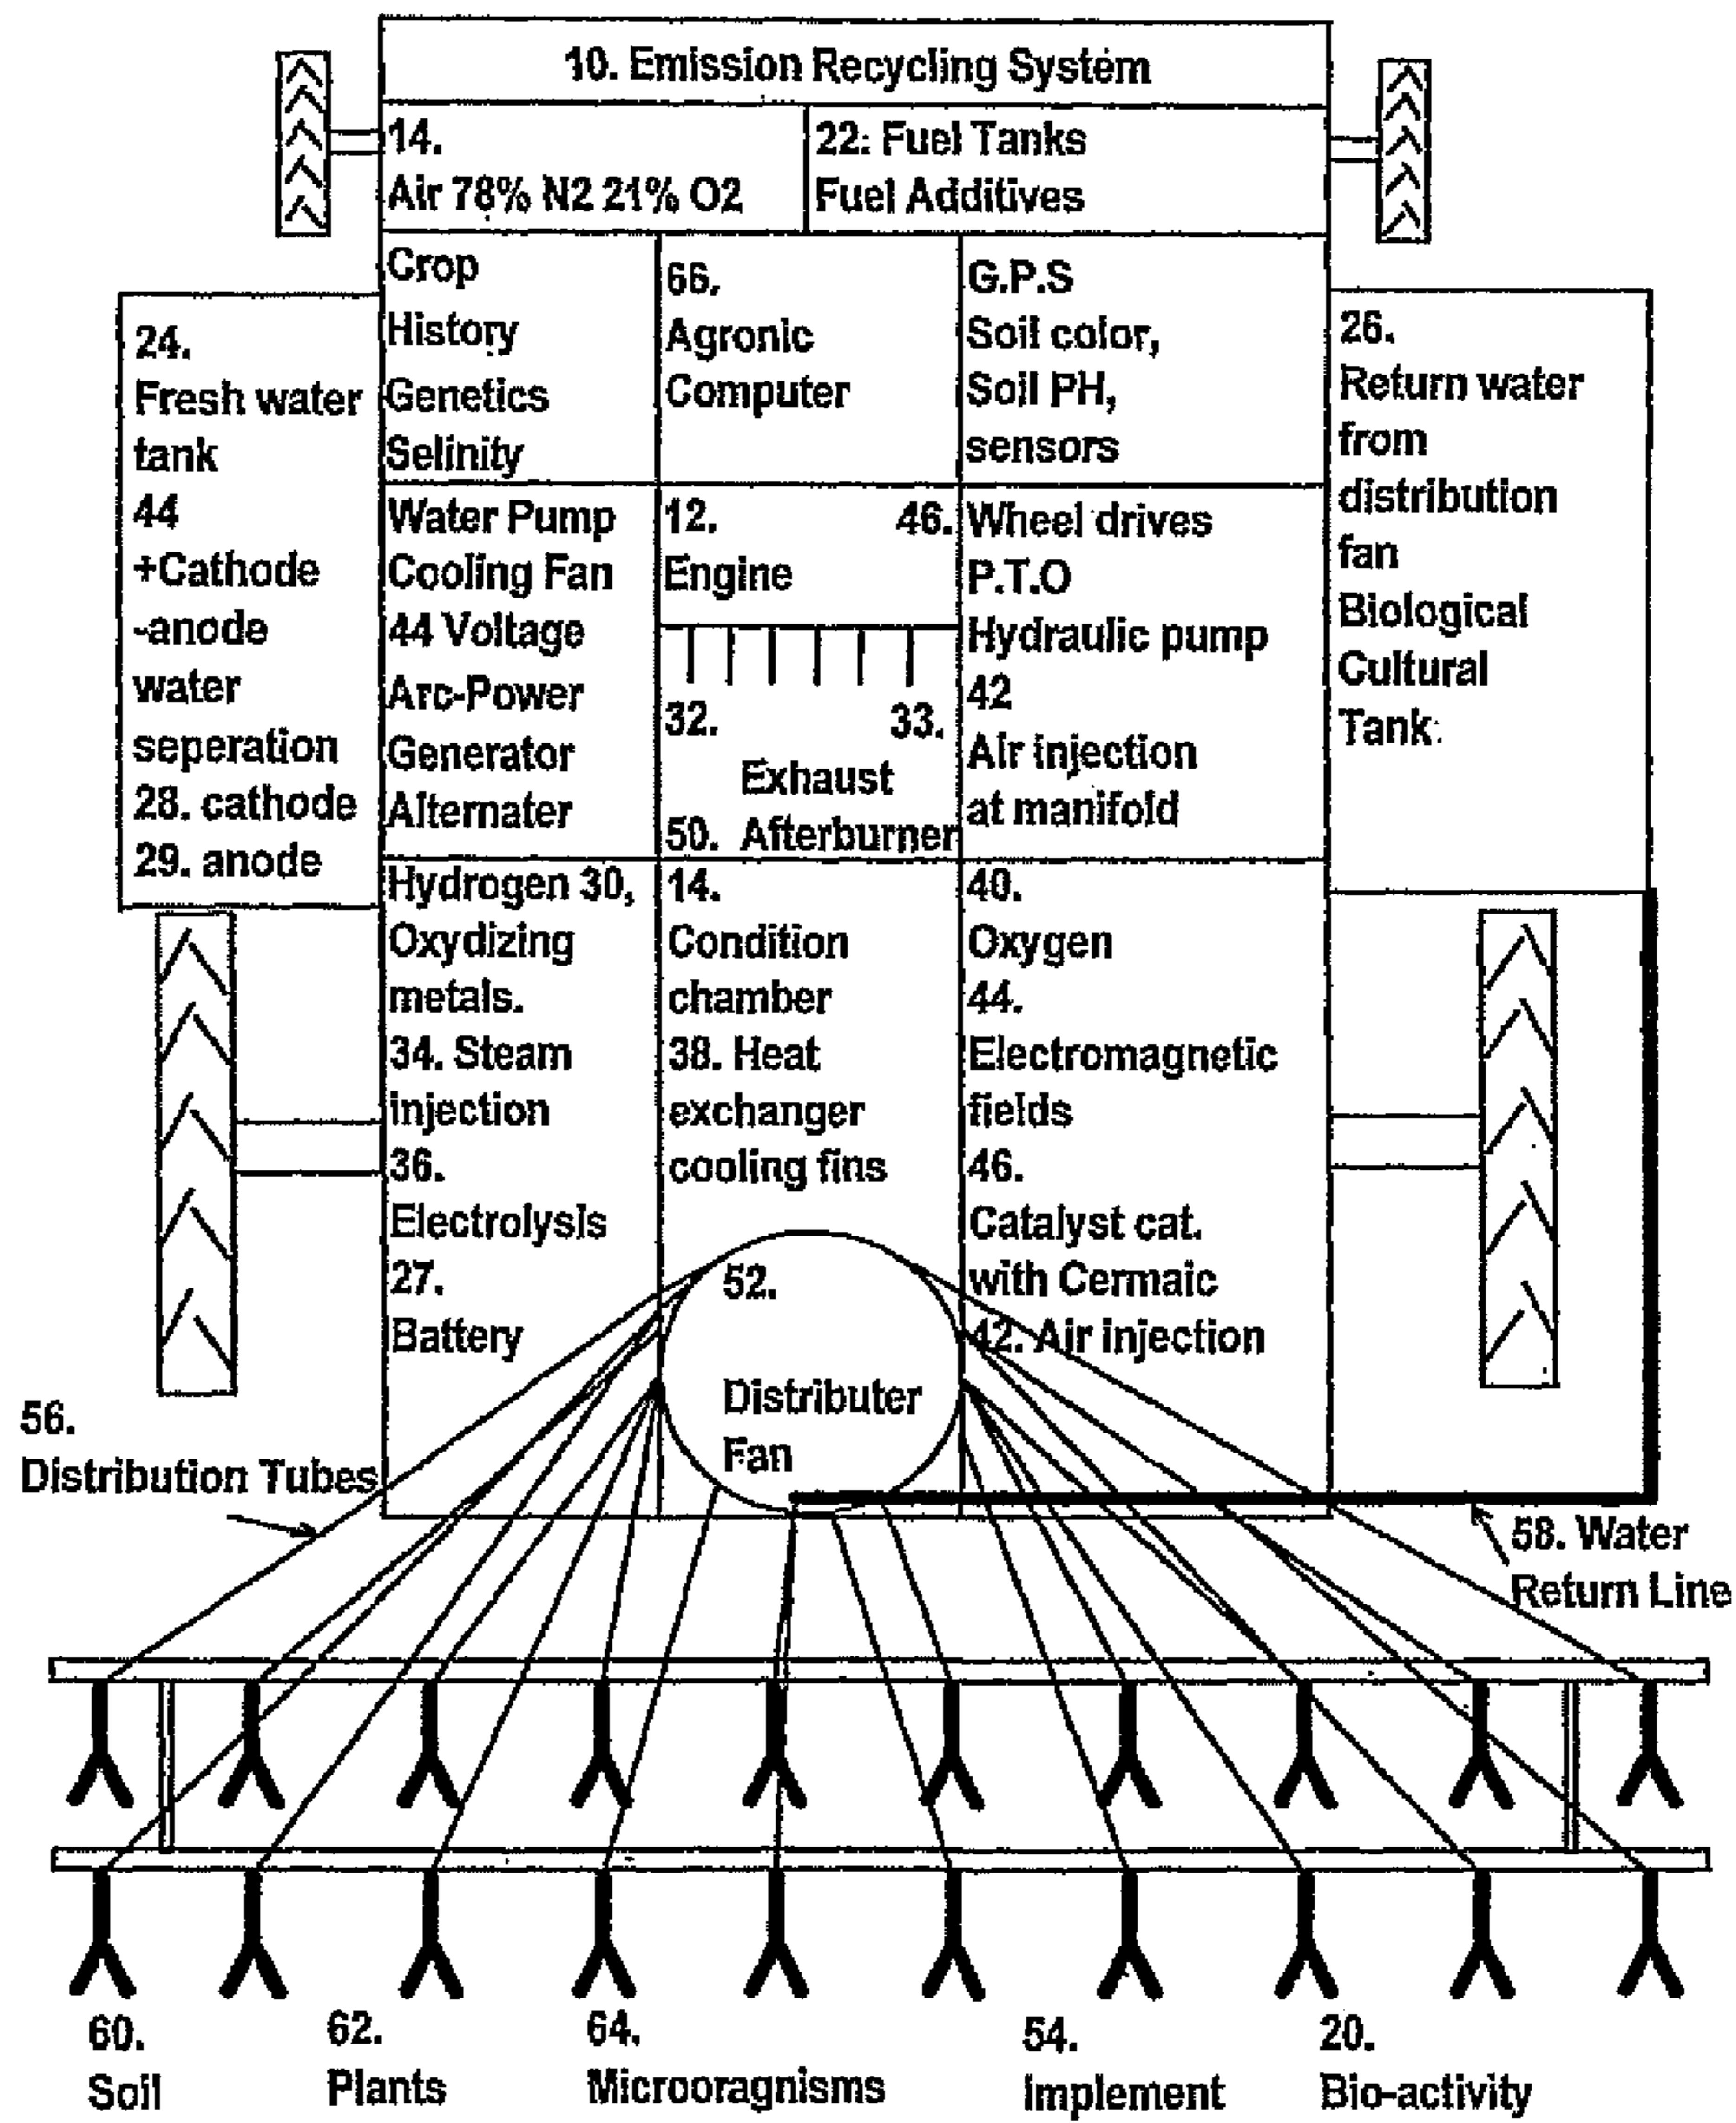 10. Emission Recycling System
14.
Air 78% N2 21% O2
22: Fuel Tanks
Fuel Additives
Crop
History
Genetics
Selinity
66.
Agronic
Computer
G.P.S
Soil color,
Soil PH,
sensors
24.
Fresh water
tank
44
+Cathode
-anode
water
seperation
28. cathode
29. anode
26.
Return water
from
distribution
fan
Biological
Cultural
Tank.
Water Pump
Cooling Fan
44 Voltage
Arc-Power
Generator
Alternater
12.
Engine
46.
32.
33.
Exhaust
50. Afterburner
Wheel drives
P.T.O
Hydraulic pump
42
Air injection
at manifold
Hydrogen 30,
Oxydizing
metals.
34. Steam
injection
36.
Electrolysis
27.
Battery
14.
Condition
chamber
38. Heat
exchanger
cooling fins
40.
Oxygen
44.
Electromagnetic
fields
46.
Catalyst cat.
with Cermaic
42. Air injection
52.
Distributer
Fan
56.
Distribution Tubes
58. Water
Return Line
60.
Soil
62.
Plants
64.
Microoragnisms
54.
Implement
20.
Bio-activity